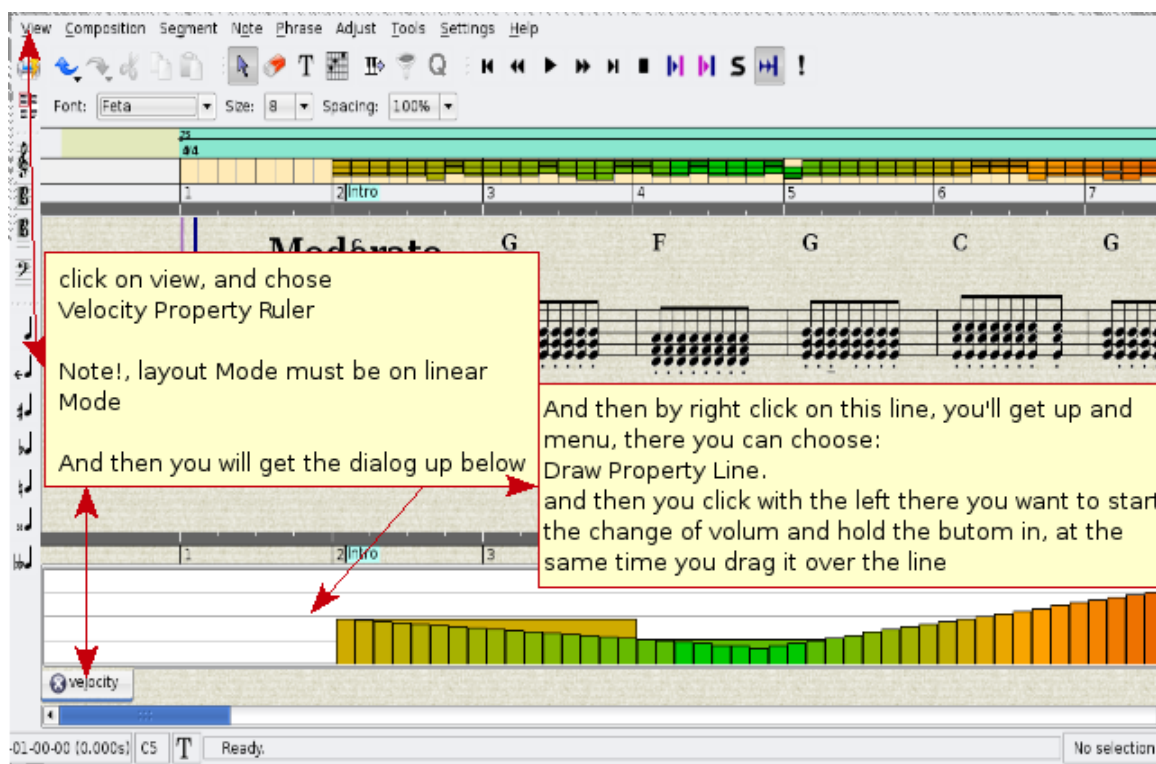 View Composition Segment Note Phrase Adjust Tools Settings Help
T Q S !
Font: Feta Size: 8 Spacing: 100%
75
4/4
1 2 Intro 3 4 5 6 7
Moderato G F G C G
click on view, and chose
Velocity Property Ruler
Note!, layout Mode must be on linear
Mode
And then you will get the dialog up below
And then by right click on this line, you'll get up and
menu, there you can choose:
Draw Property Line.
and then you click with the left there you want to start
the change of volum and hold the butom in, at the
same time you drag it over the line
1 2 Intro 3
velocity
-01-00-00 (0.000s) C5 T Ready. No selection